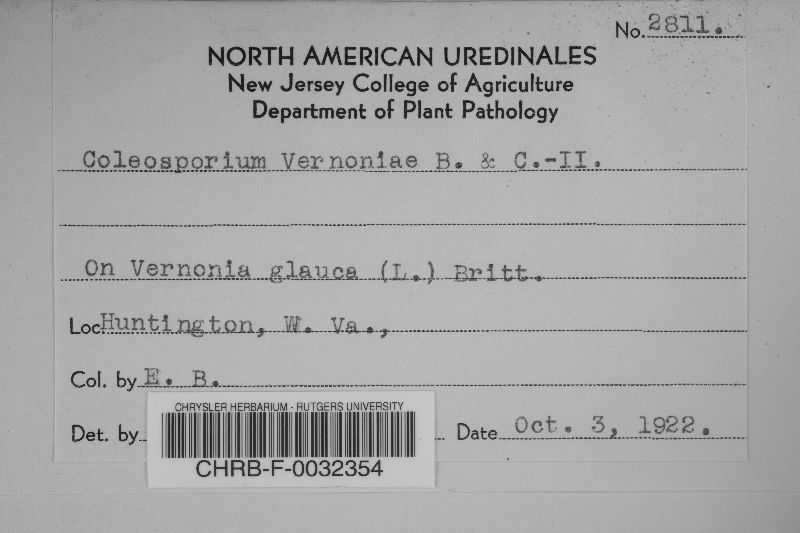 No. 2811.
NORTH AMERICAN UREDINALES
New Jersey College of Agriculture
Department of Plant Pathology
Coleosporium Vernoniae B. & C.-II.
On Vernonia glauca (L.) Britt.
Loc. Huntington, W. Va.,
Col. by E. B.
Det. by
Date Oct. 3, 1922.
CHRYSLER HERBARIUM - RUTGERS UNIVERSITY
CHRB-F-0032354